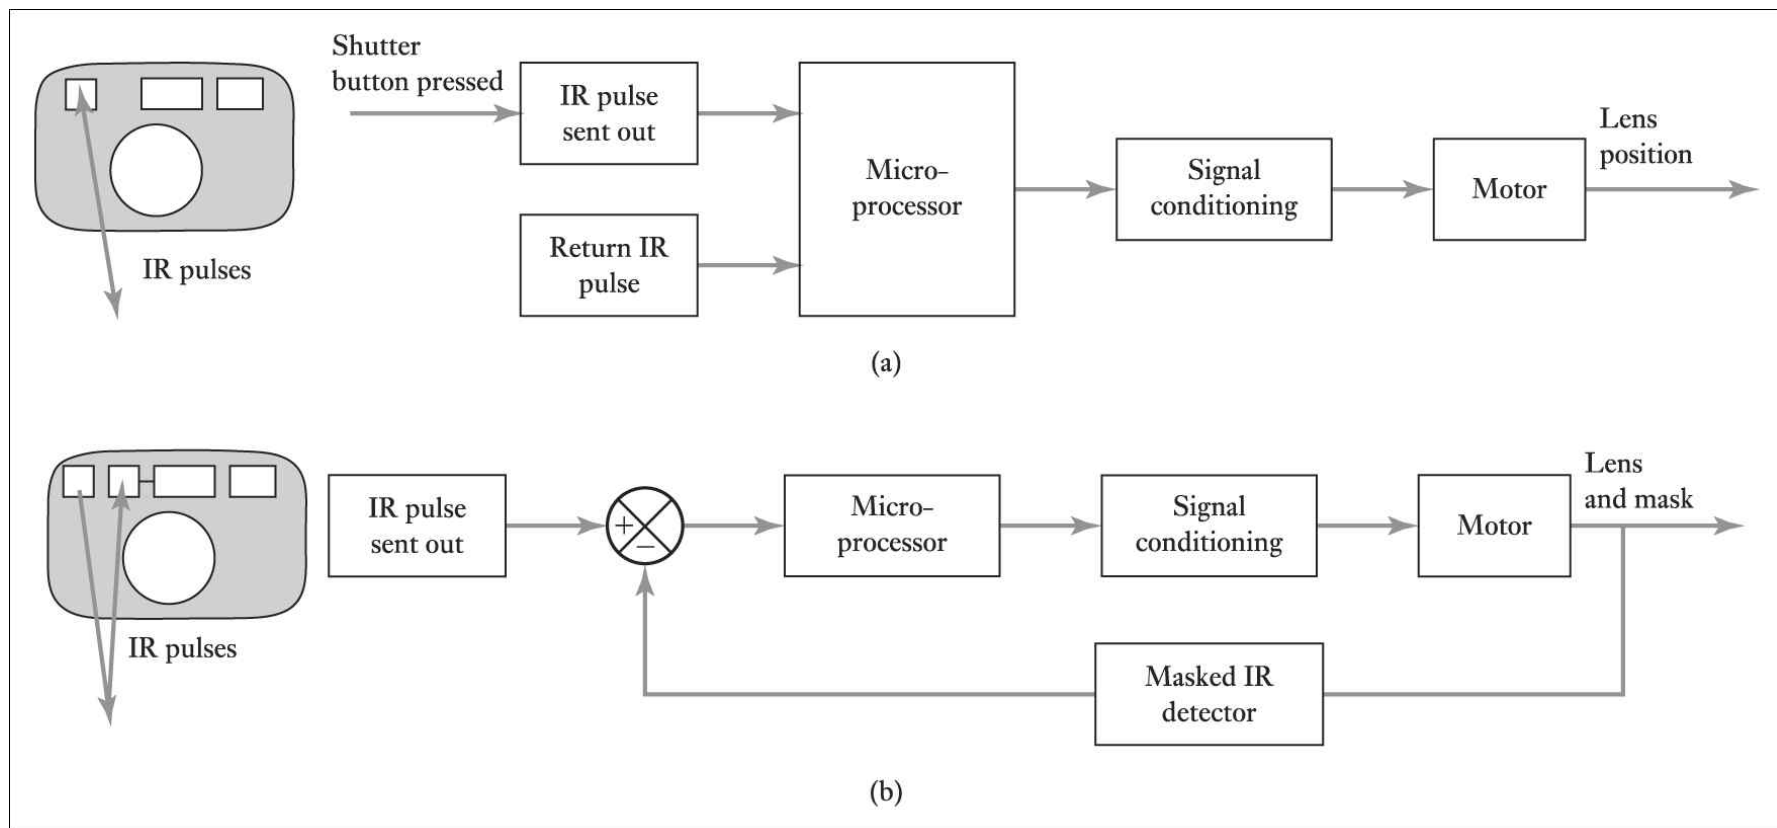 Shutter
button pressed
IR pulse
sent out
Return IR
pulse
Micro-
processor
Signal
conditioning
Motor
Lens
position
IR pulses
(a)
IR pulse
sent out
+
−
Micro-
processor
Signal
conditioning
Motor
Lens
and mask
Masked IR
detector
IR pulses
(b)